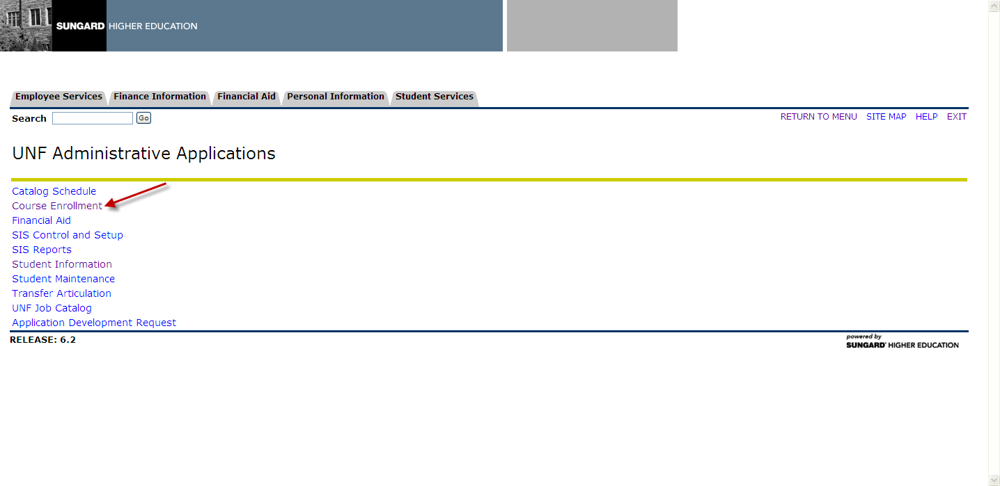 SUNGARD HIGHER EDUCATION
Employee Services Finance Information Financial Aid Personal Information Student Services
Search Go RETURN TO MENU SITE MAP HELP EXIT
UNF Administrative Applications
Catalog Schedule
Course Enrollment
Financial Aid
SIS Control and Setup
SIS Reports
Student Information
Student Maintenance
Transfer Articulation
UNF Job Catalog
Application Development Request
RELEASE: 6.2
powered by
SUNGARD® HIGHER EDUCATION